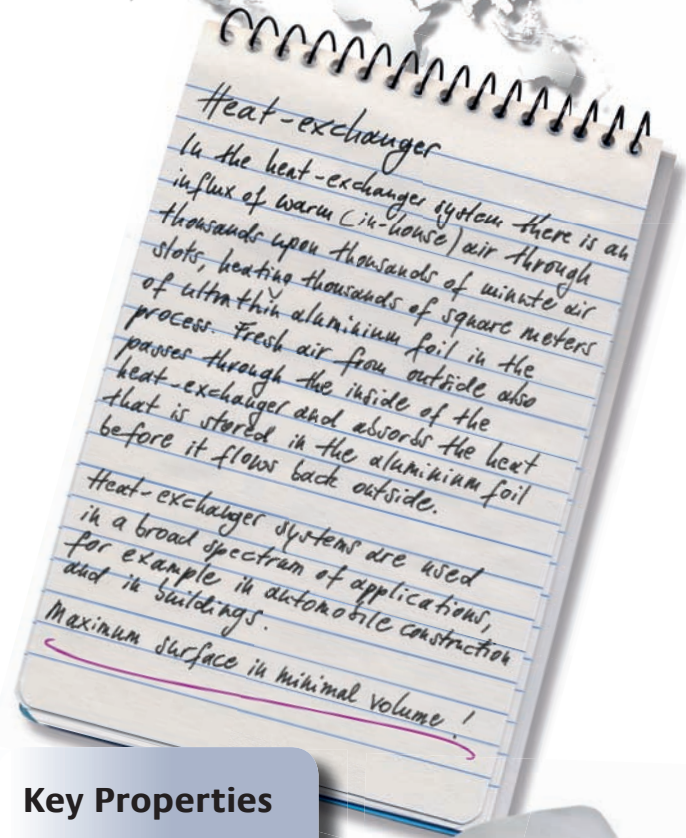 Heat-exchanger
In the heat-exchanger system there is an
influx of warm (in-house) air through
thousands upon thousands of minute air
slots, heating thousands of square meters
of ultrathin aluminium foil in the
process. Fresh air from outside also
passes through the inside of the
heat-exchanger and absorbs the heat
that is stored in the aluminium foil
before it flows back outside.
Heat-exchanger systems are used
in a broad spectrum of applications,
for example in automobile construction
and in buildings.
Maximum surface in minimal volume!
Key Properties